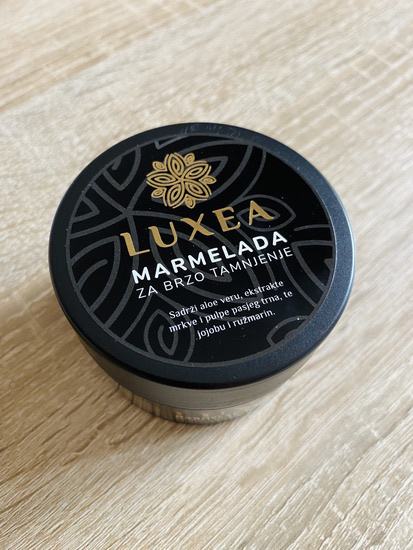 LUXEA
MARMELADA
ZA BRZO TAMNJENJE
Sadrži aloe veru, ekstrakte
mrkve i pulpe pasjeg trna, te
jojobu i ružmarin.